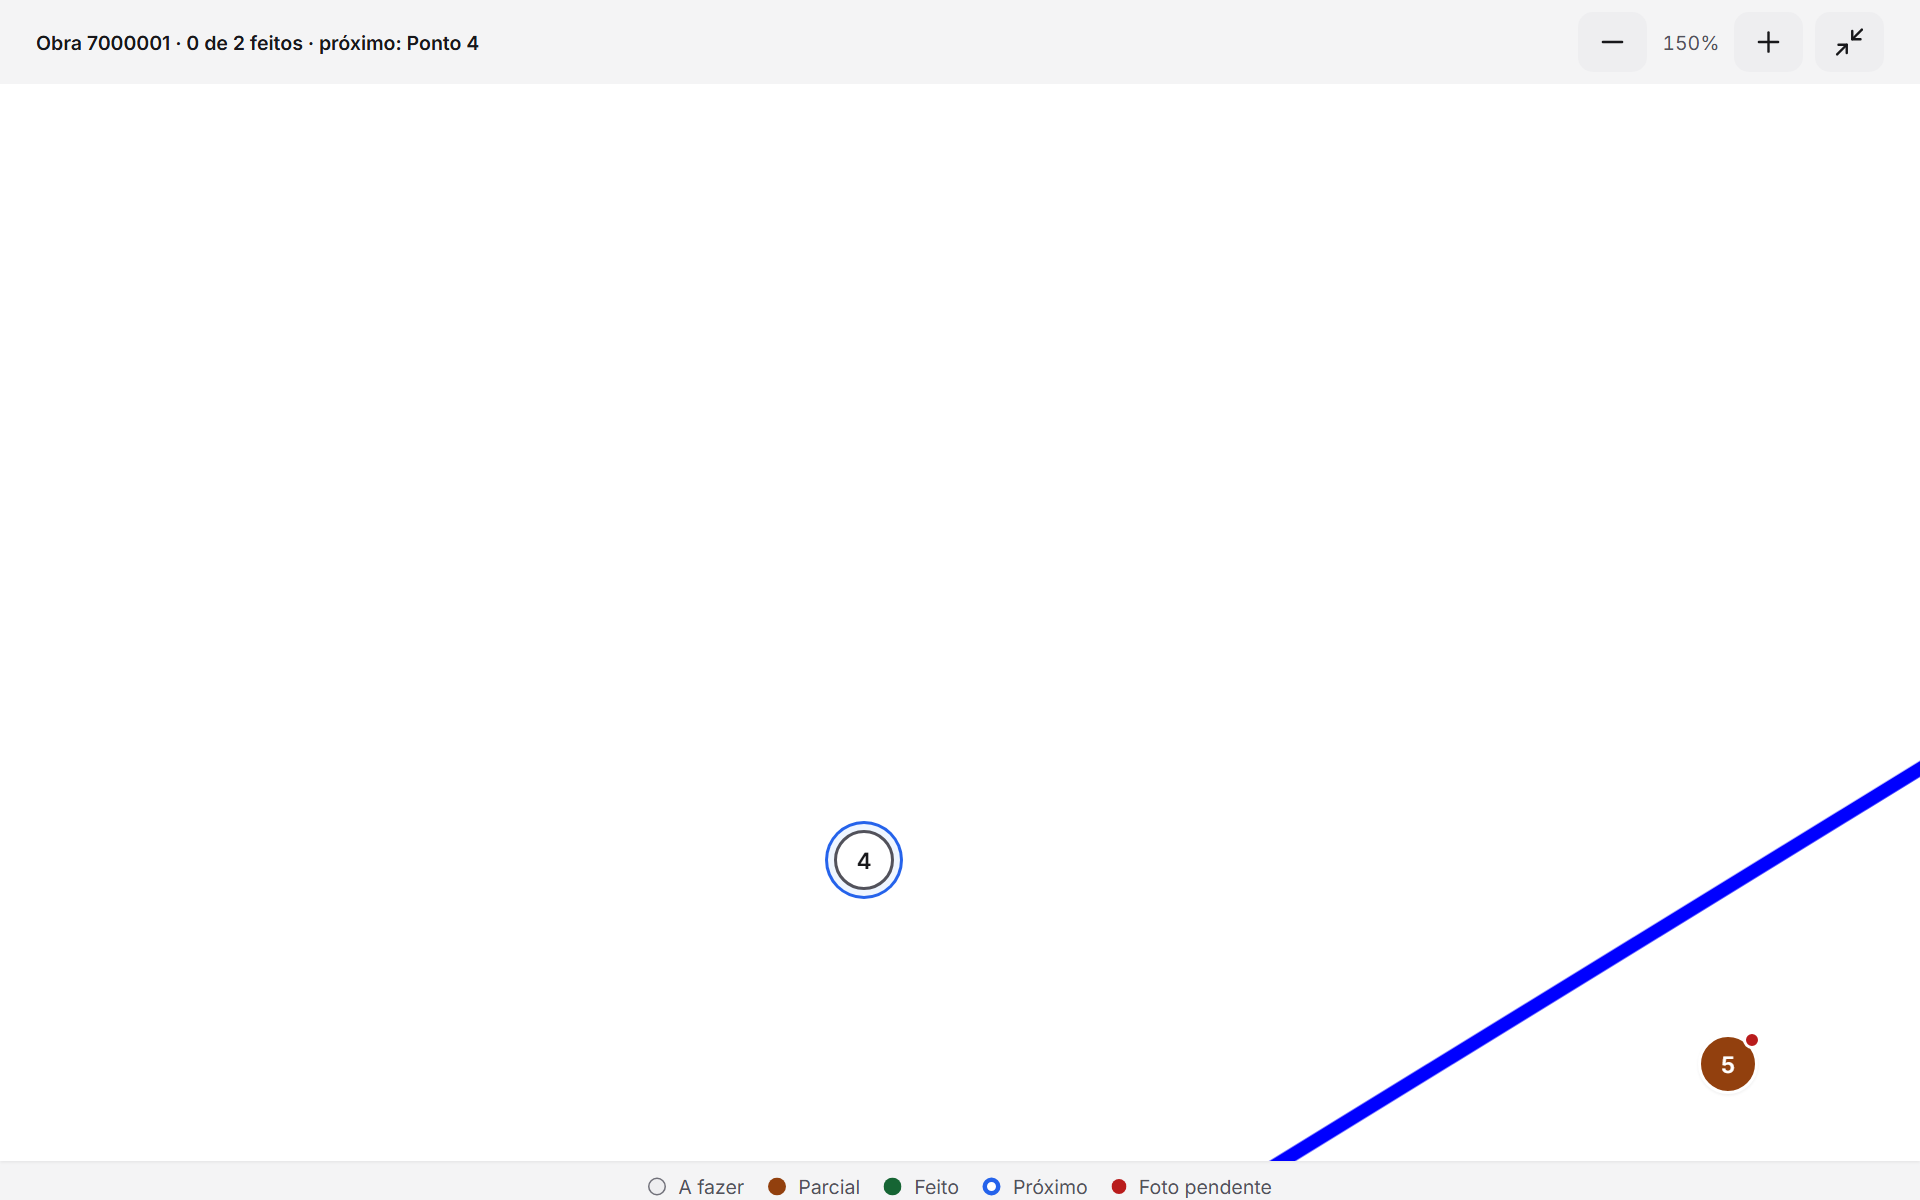 Obra 7000001 · 0 de 2 feitos · próximo: Ponto 4
150%
4
5
A fazer Parcial Feito Próximo Foto pendente